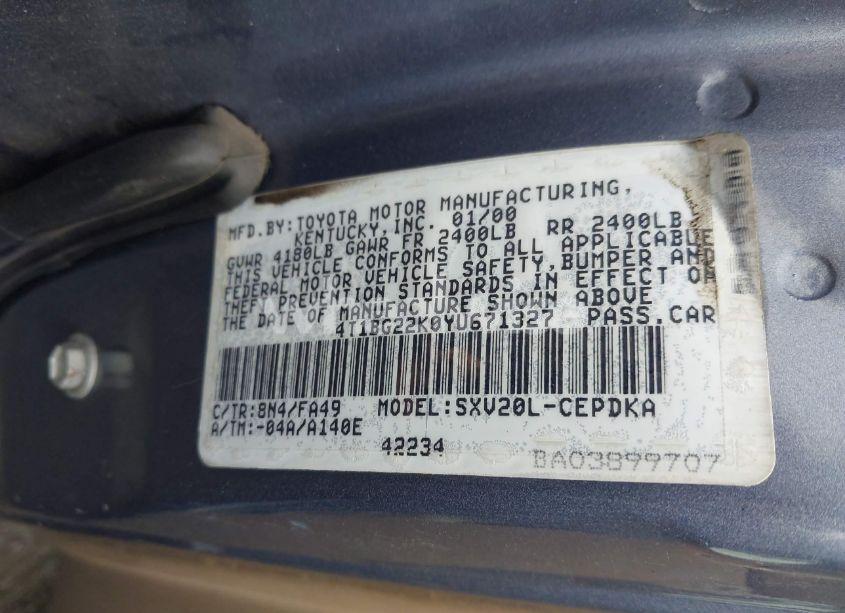 MFD.BY:TOYOTA MOTOR MANUFACTURING,
KENTUCKY,INC. 01/00
GVWR 4180LB GAWR FR 2400LB RR 2400LB
THIS VEHICLE CONFORMS TO ALL APPLICABLE
FEDERAL MOTOR VEHICLE SAFETY,BUMPER AND
THEFT PREVENTION STANDARDS IN EFFECT ON
THE DATE OF MANUFACTURE SHOWN ABOVE
4T1BG22K0YU671327 PASS.CAR
C/TR:8N4/FA49 MODEL:SXV20L-CEPDKA
A/TM:-04A/A140E
42234
BA03899707